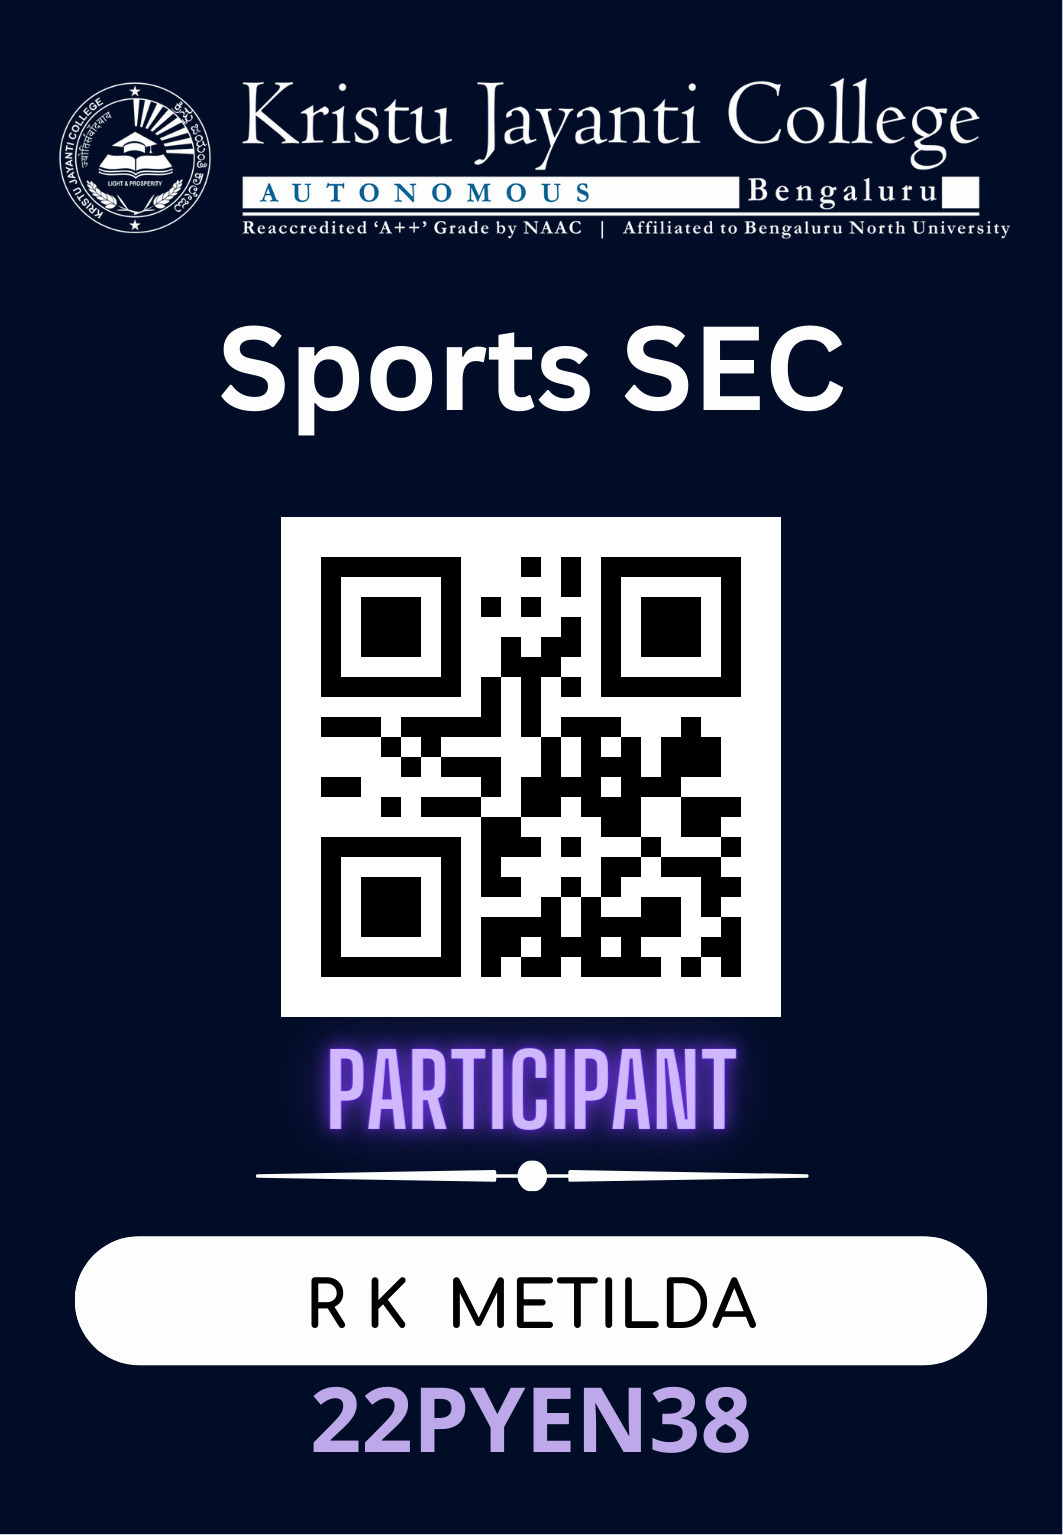 Kristu Jayanti College
AUTONOMOUS Bengaluru
Reaccredited ‘A++’ Grade by NAAC | Affiliated to Bengaluru North University
KRISTU JAYANTI COLLEGE
LIGHT & PROSPERITY
Sports SEC
PARTICIPANT
R K METILDA
22PYEN38